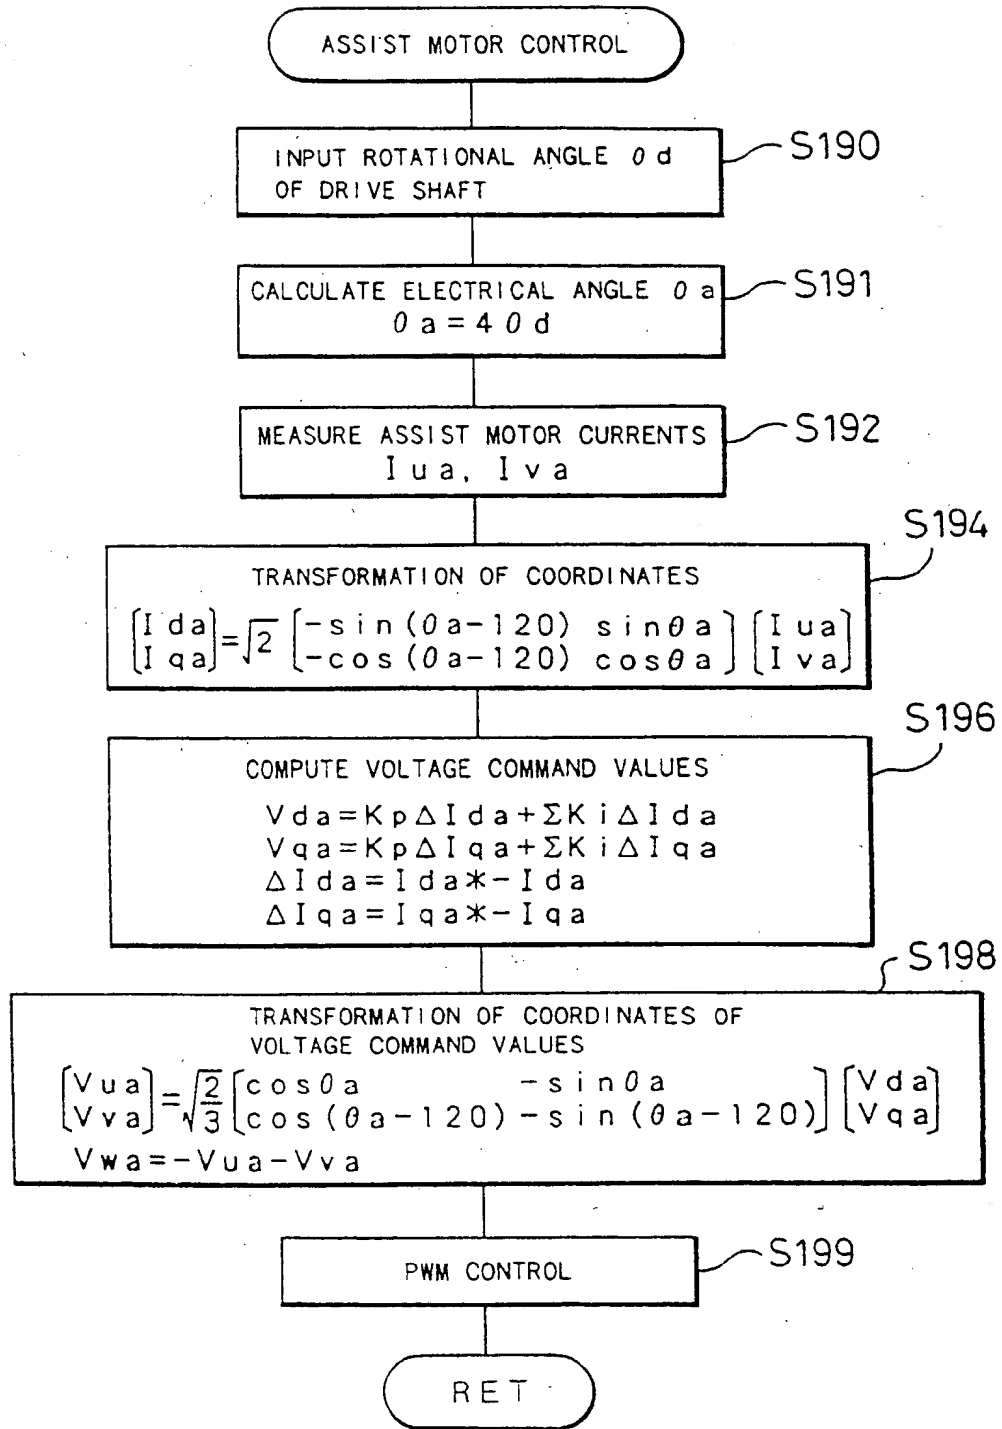 ASSIST MOTOR CONTROL
INPUT ROTATIONAL ANGLE θd
OF DRIVE SHAFT
S190
CALCULATE ELECTRICAL ANGLE θa
θa=4θd
S191
MEASURE ASSIST MOTOR CURRENTS
Iua, Iva
S192
S194
TRANSFORMATION OF COORDINATES
[Ida] = √2 [-sin(θa-120) sinθa] [Iua]
[Iqa] [-cos(θa-120) cosθa] [Iva]
S196
COMPUTE VOLTAGE COMMAND VALUES
Vda=KpΔIda+ΣKiΔIda
Vqa=KpΔIqa+ΣKiΔIqa
ΔIda=Ida*-Ida
ΔIqa=Iqa*-Iqa
S198
TRANSFORMATION OF COORDINATES OF
VOLTAGE COMMAND VALUES
[Vua] = √2/3 [cosθa -sinθa] [Vda]
[Vva] [cos(θa-120) -sin(θa-120)] [Vqa]
Vwa=-Vua-Vva
PWM CONTROL
S199
RET